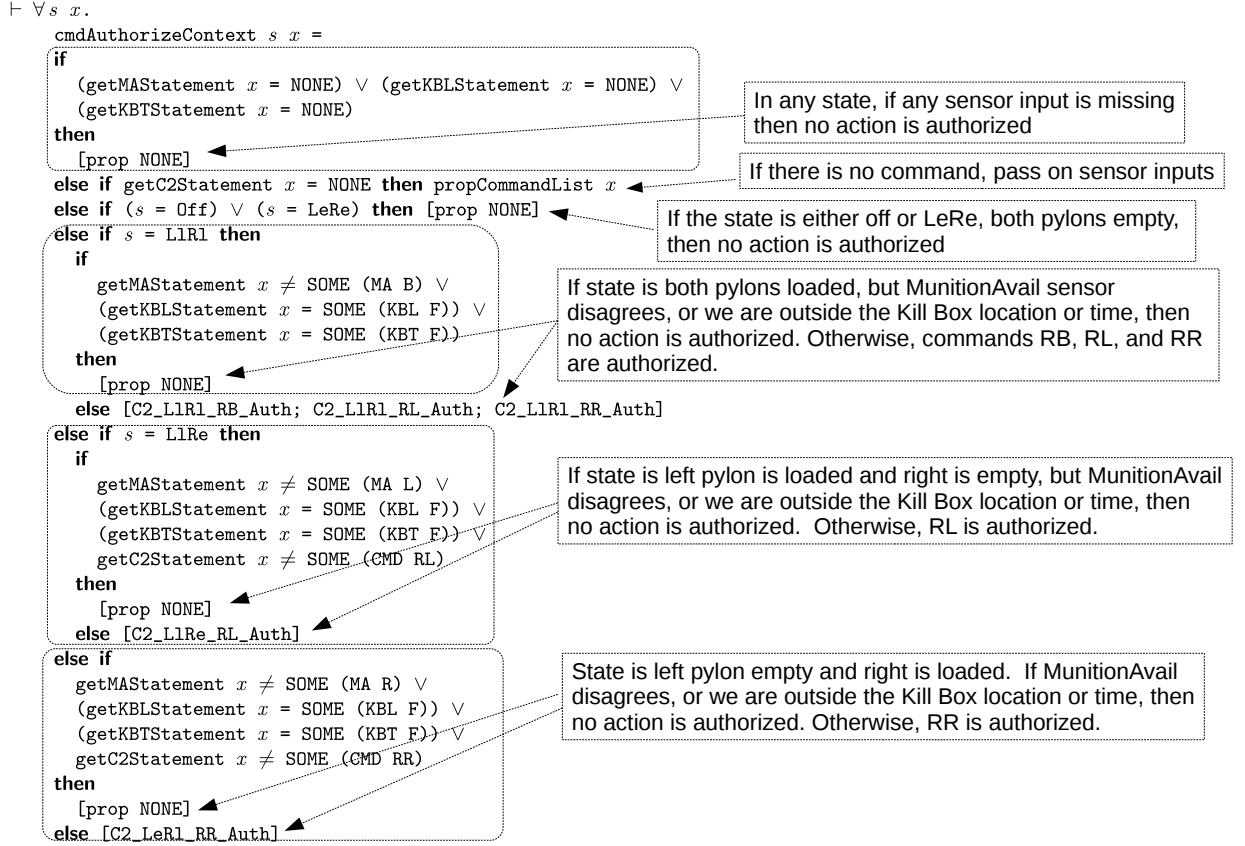 ⊢ ∀s x.
cmdAuthorizeContext s x =
if
(getMAStatement x = NONE) ∨ (getKBLStatement x = NONE) ∨
(getKBTStatement x = NONE)
then
[prop NONE]
In any state, if any sensor input is missing
then no action is authorized
else if getC2Statement x = NONE then propCommandList x
If there is no command, pass on sensor inputs
else if (s = Off) ∨ (s = LeRe) then [prop NONE]
If the state is either off or LeRe, both pylons empty,
then no action is authorized
else if s = LlRl then
if
getMAStatement x ≠ SOME (MA B) ∨
(getKBLStatement x = SOME (KBL F)) ∨
(getKBTStatement x = SOME (KBT F))
then
[prop NONE]
else [C2_LlRl_RB_Auth; C2_LlRl_RL_Auth; C2_LlRl_RR_Auth]
If state is both pylons loaded, but MunitionAvail sensor
disagrees, or we are outside the Kill Box location or time, then
no action is authorized. Otherwise, commands RB, RL, and RR
are authorized.
else if s = LlRe then
if
getMAStatement x ≠ SOME (MA L) ∨
(getKBLStatement x = SOME (KBL F)) ∨
(getKBTStatement x = SOME (KBT F)) ∨
getC2Statement x ≠ SOME (CMD RL)
then
[prop NONE]
else [C2_LlRe_RL_Auth]
If state is left pylon is loaded and right is empty, but MunitionAvail
disagrees, or we are outside the Kill Box location or time, then
no action is authorized. Otherwise, RL is authorized.
else if
getMAStatement x ≠ SOME (MA R) ∨
(getKBLStatement x = SOME (KBL F)) ∨
(getKBTStatement x = SOME (KBT F)) ∨
getC2Statement x ≠ SOME (CMD RR)
then
[prop NONE]
else [C2_LeRl_RR_Auth]
State is left pylon empty and right is loaded. If MunitionAvail
disagrees, or we are outside the Kill Box location or time, then
no action is authorized. Otherwise, RR is authorized.